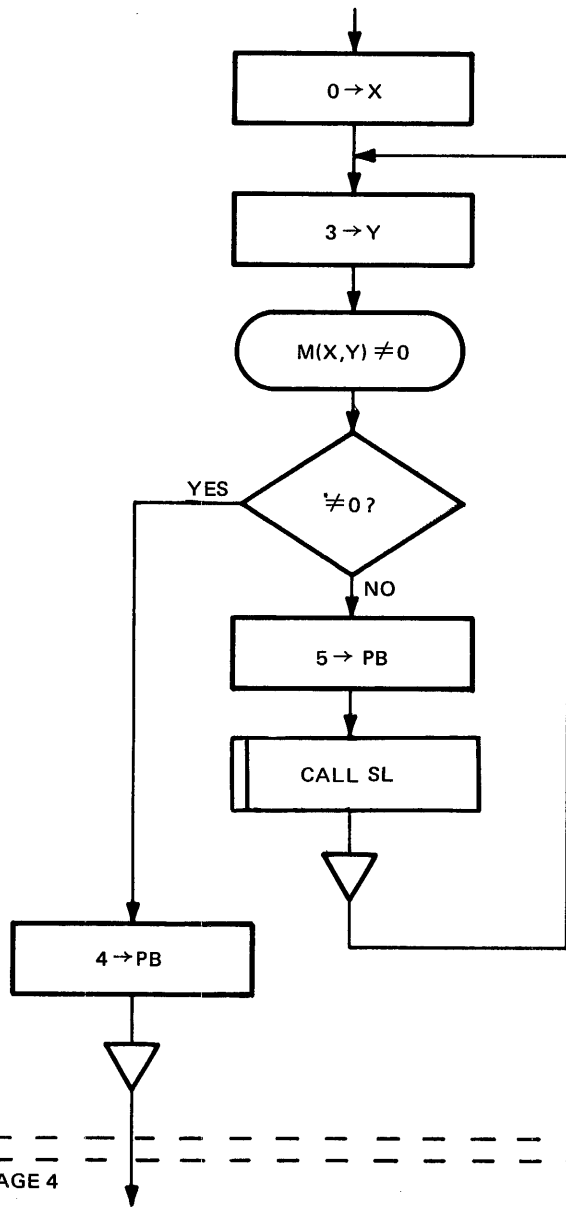 0→X
3→Y
M(X,Y) ≠0
YES
≠0?
NO
5→ PB
CALL SL
4→PB
AGE 4